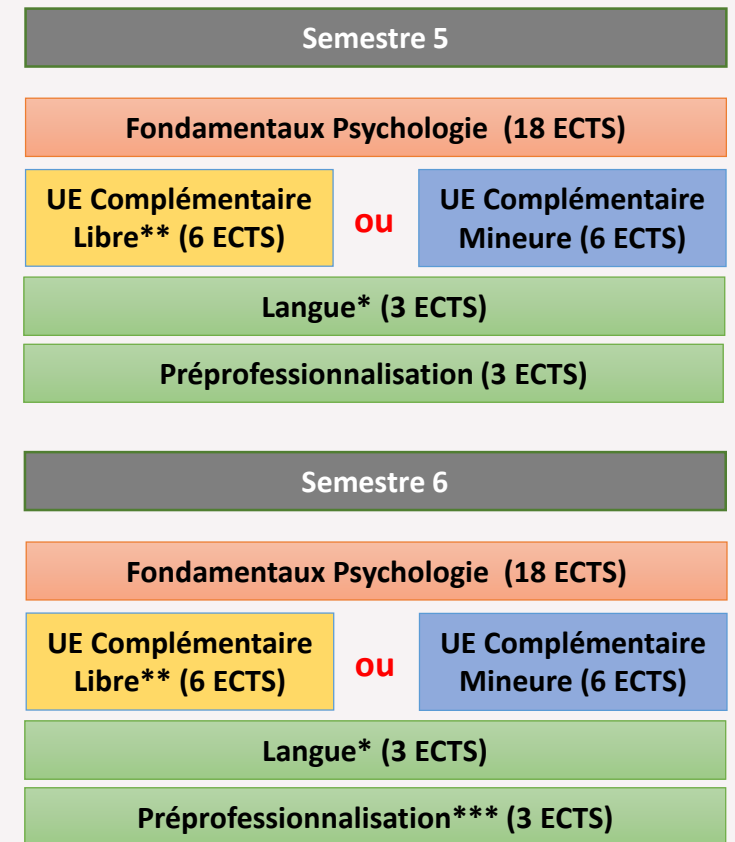 Semestre 5
Fondamentaux Psychologie (18 ECTS)
UE Complémentaire
Libre** (6 ECTS)
ou
UE Complémentaire
Mineure (6 ECTS)
Langue* (3 ECTS)
Préprofessionnalisation (3 ECTS)
Semestre 6
Fondamentaux Psychologie (18 ECTS)
UE Complémentaire
Libre** (6 ECTS)
ou
UE Complémentaire
Mineure (6 ECTS)
Langue* (3 ECTS)
Préprofessionnalisation*** (3 ECTS)